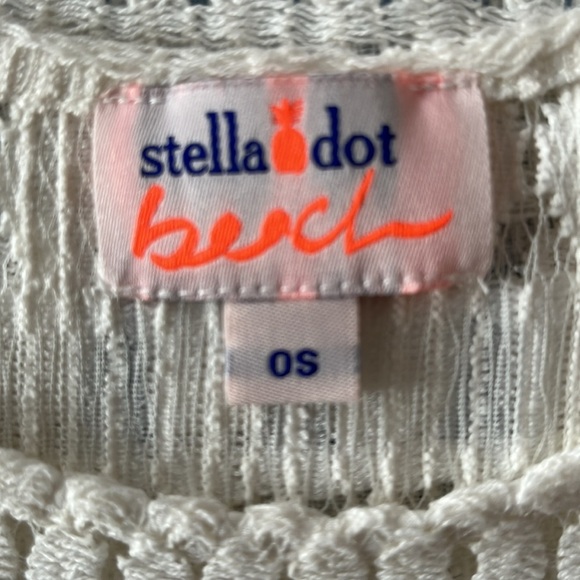 stella dot
beach
OS